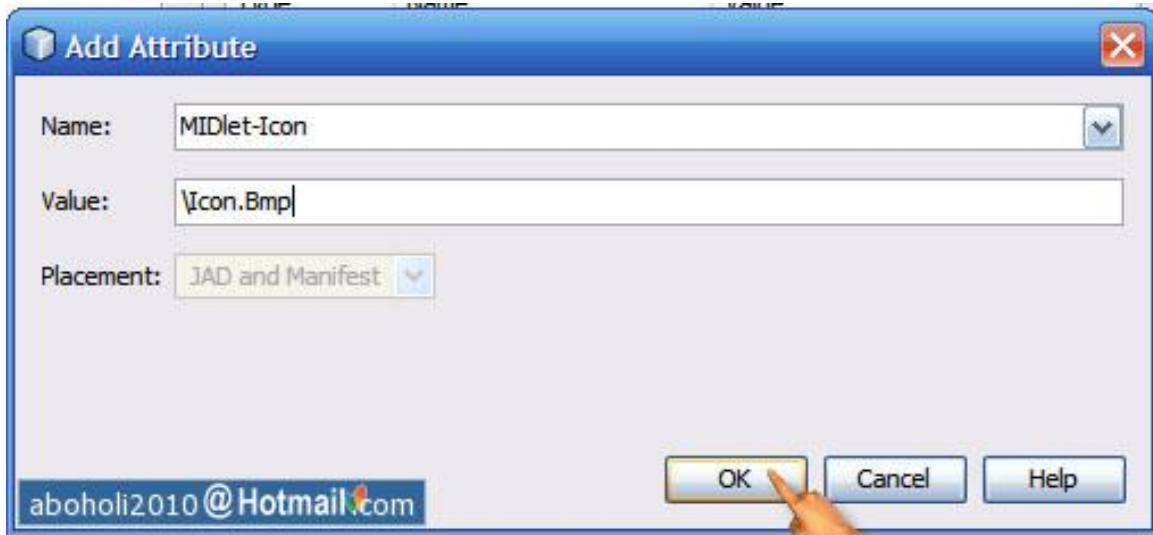 Add Attribute
Name: MIDlet-Icon
Value: \Icon.Bmp
Placement: JAD and Manifest
OK Cancel Help
aboholi2010@Hotmail.com